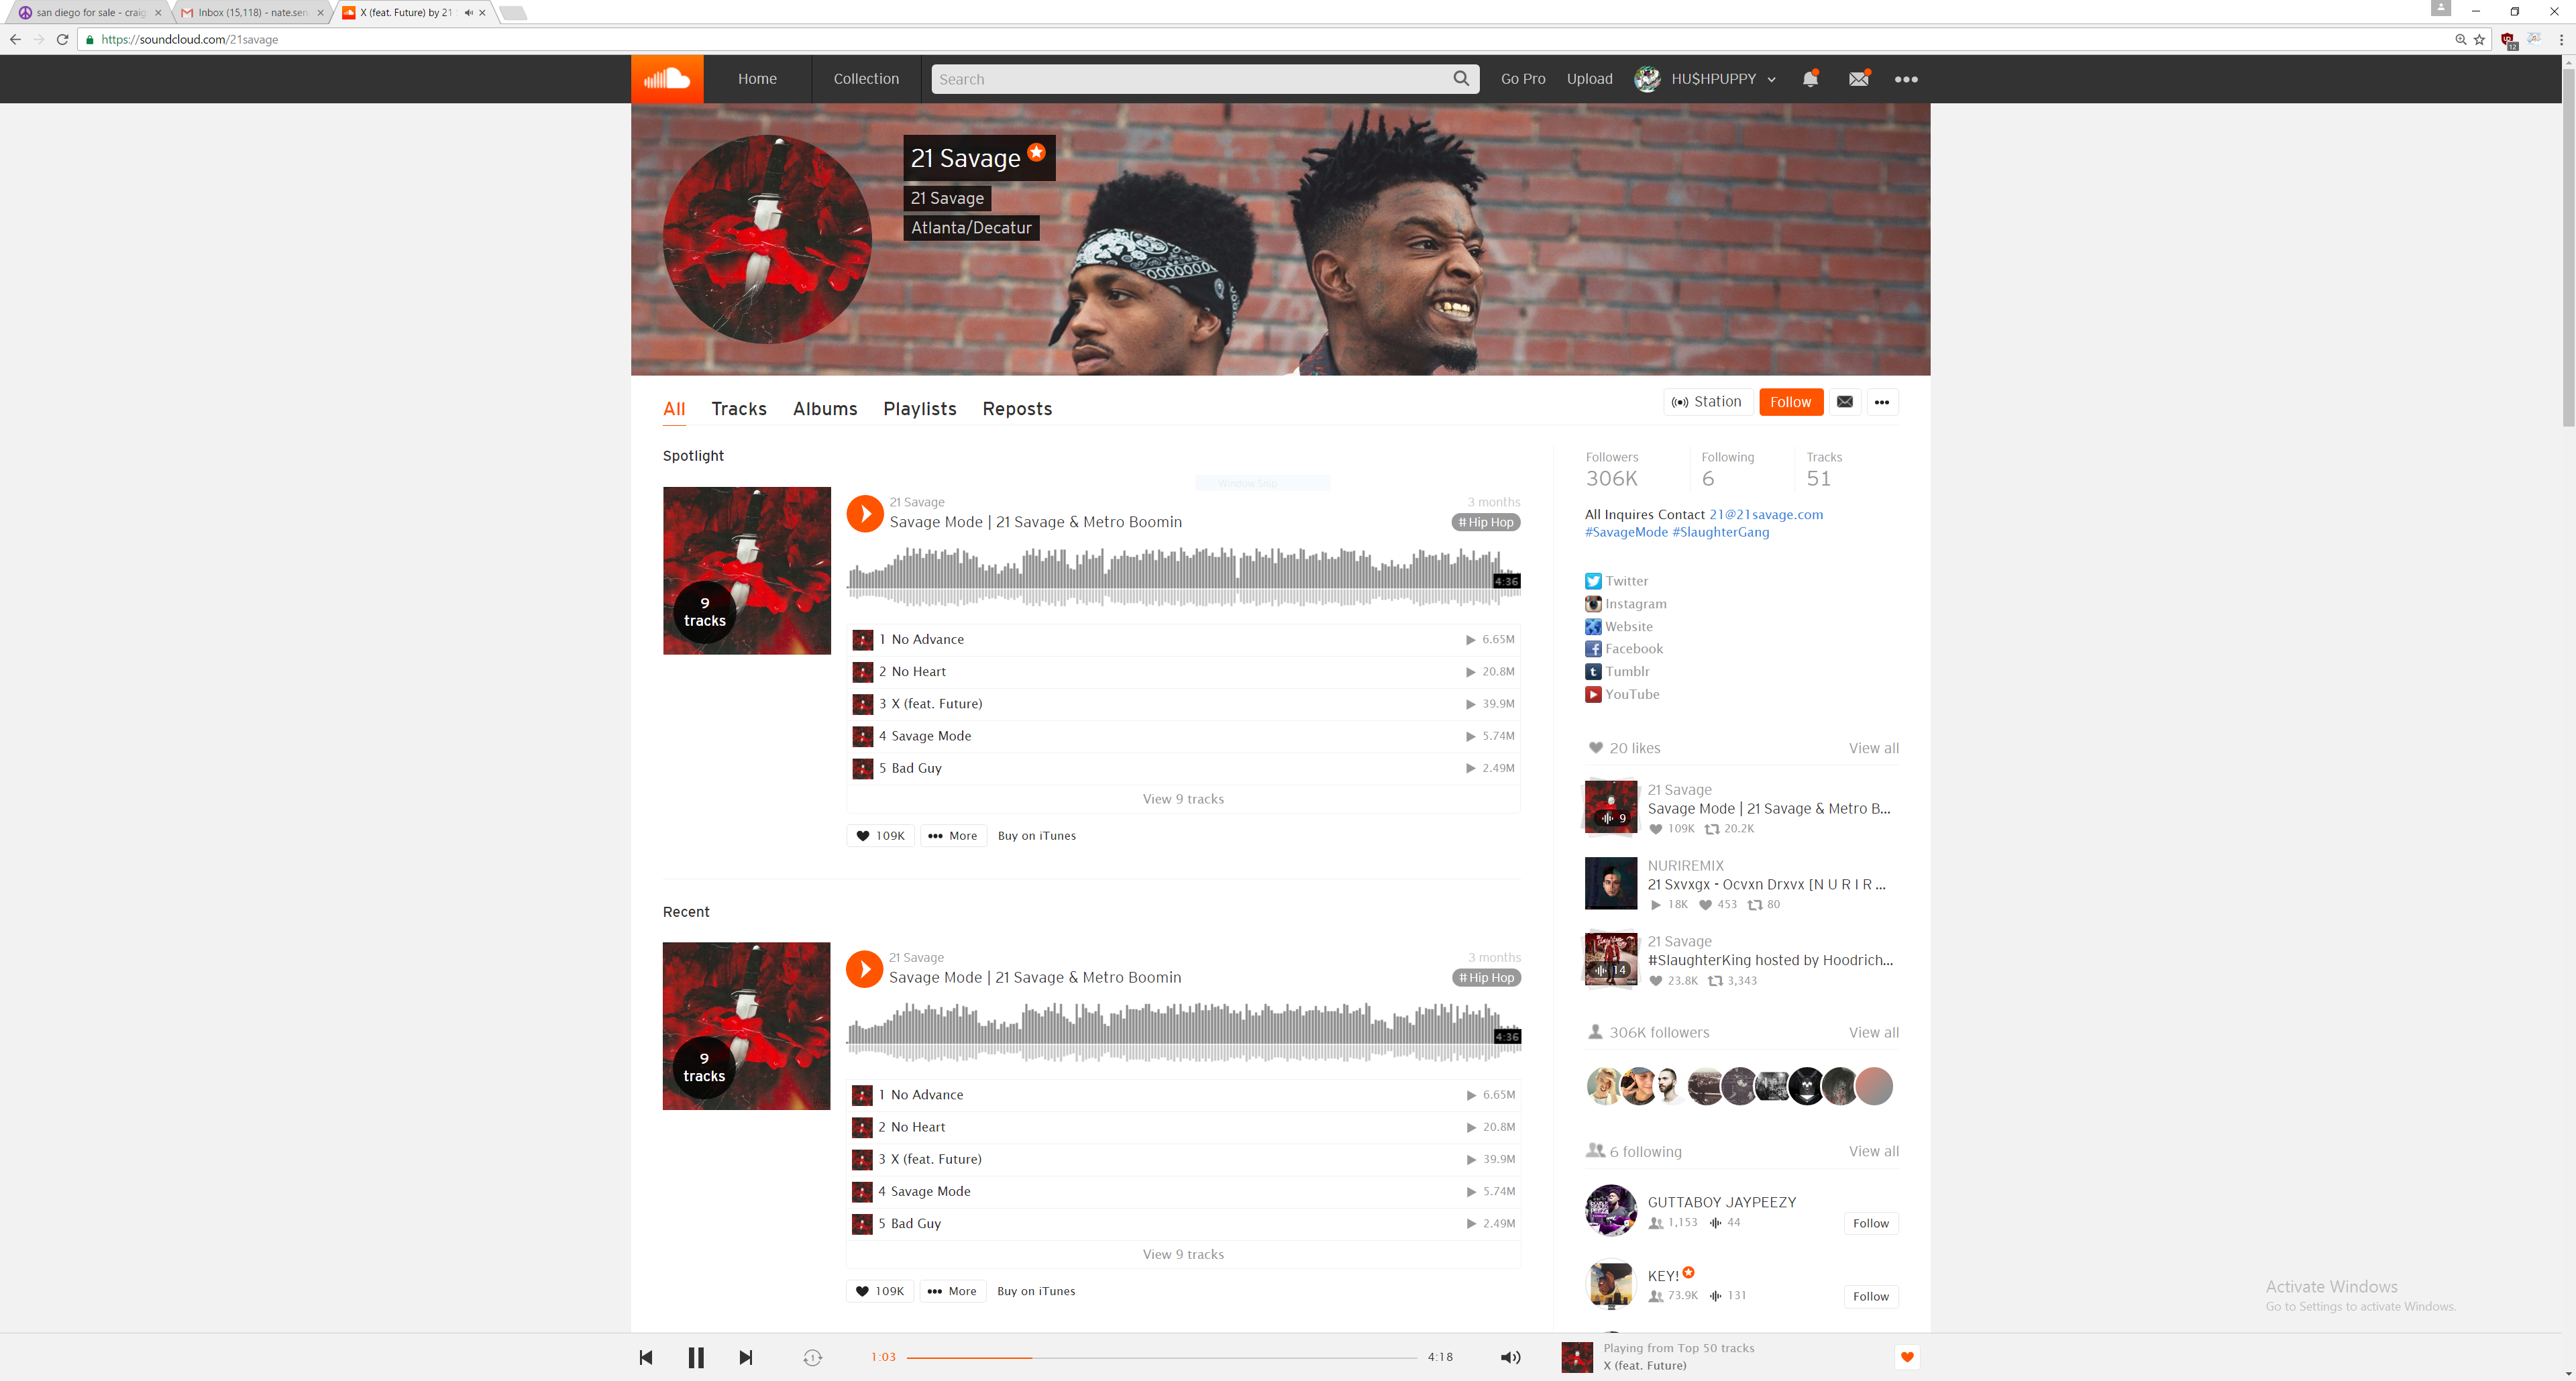 san diego for sale - craig
Inbox (15,118) - nate.sen
X (feat. Future) by 21
https://soundcloud.com/21savage
12
Home
Collection
Search
Go Pro
Upload
HU$HPUPPY
21 Savage
21 Savage
Atlanta/Decatur
All
Tracks
Albums
Playlists
Reposts
Station
Follow
Spotlight
Window Snip
9
tracks
21 Savage
3 months
Savage Mode | 21 Savage & Metro Boomin
# Hip Hop
4:36
1 No Advance
6.65M
2 No Heart
20.8M
3 X (feat. Future)
39.9M
4 Savage Mode
5.74M
5 Bad Guy
2.49M
View 9 tracks
109K
More
Buy on iTunes
Recent
9
tracks
21 Savage
3 months
Savage Mode | 21 Savage & Metro Boomin
# Hip Hop
4:36
1 No Advance
6.65M
2 No Heart
20.8M
3 X (feat. Future)
39.9M
4 Savage Mode
5.74M
5 Bad Guy
2.49M
View 9 tracks
109K
More
Buy on iTunes
Followers
306K
Following
6
Tracks
51
All Inquires Contact 21@21savage.com
#SavageMode #SlaughterGang
Twitter
Instagram
Website
Facebook
Tumblr
YouTube
20 likes
View all
9
21 Savage
Savage Mode | 21 Savage & Metro B...
109K
20.2K
NURIREMIX
21 Sxvxgx - Ocvxn Drxvx [N U R I R ...
18K
453
80
14
21 Savage
#SlaughterKing hosted by Hoodrich...
23.8K
3,343
306K followers
View all
6 following
View all
GUTTABOY JAYPEEZY
1,153
44
Follow
KEY!
73.9K
131
Follow
Activate Windows
Go to Settings to activate Windows.
1
1:03
4:18
Playing from Top 50 tracks
X (feat. Future)